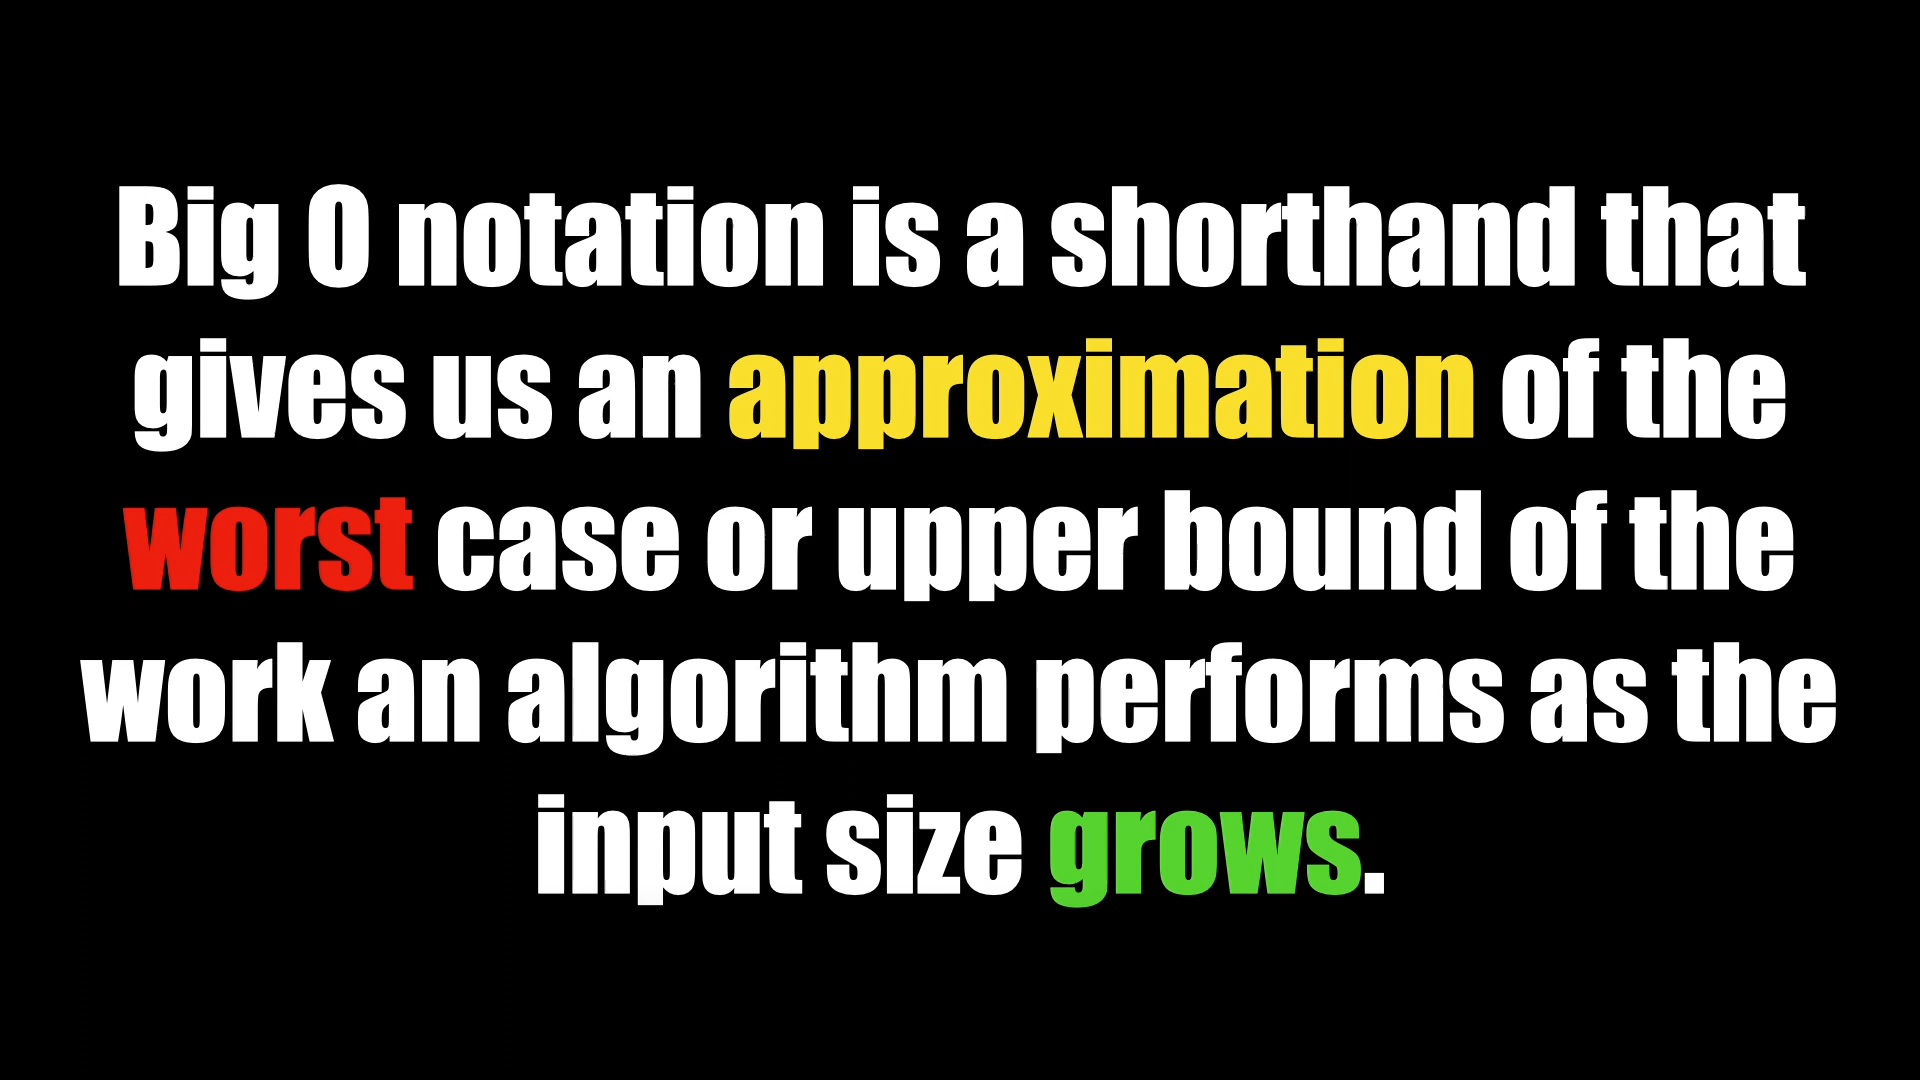 Big O notation is a shorthand that
gives us an approximation of the
worst case or upper bound of the
work an algorithm performs as the
input size grows.